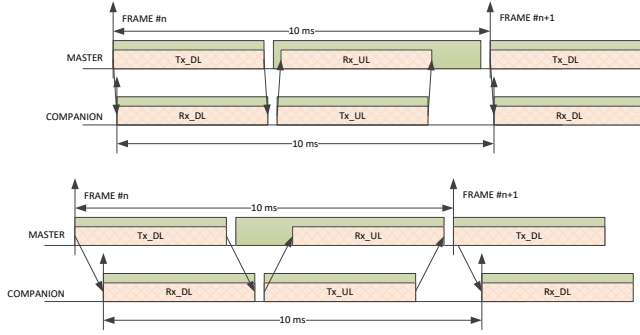 FRAME #n
FRAME #n+1
10 ms
MASTER
Tx_DL
Rx_UL
Tx_DL
COMPANION
Rx_DL
Tx_UL
Rx_DL
10 ms
FRAME #n
FRAME #n+1
10 ms
MASTER
Tx_DL
Rx_UL
Tx_DL
COMPANION
Rx_DL
Tx_UL
Rx_DL
10 ms